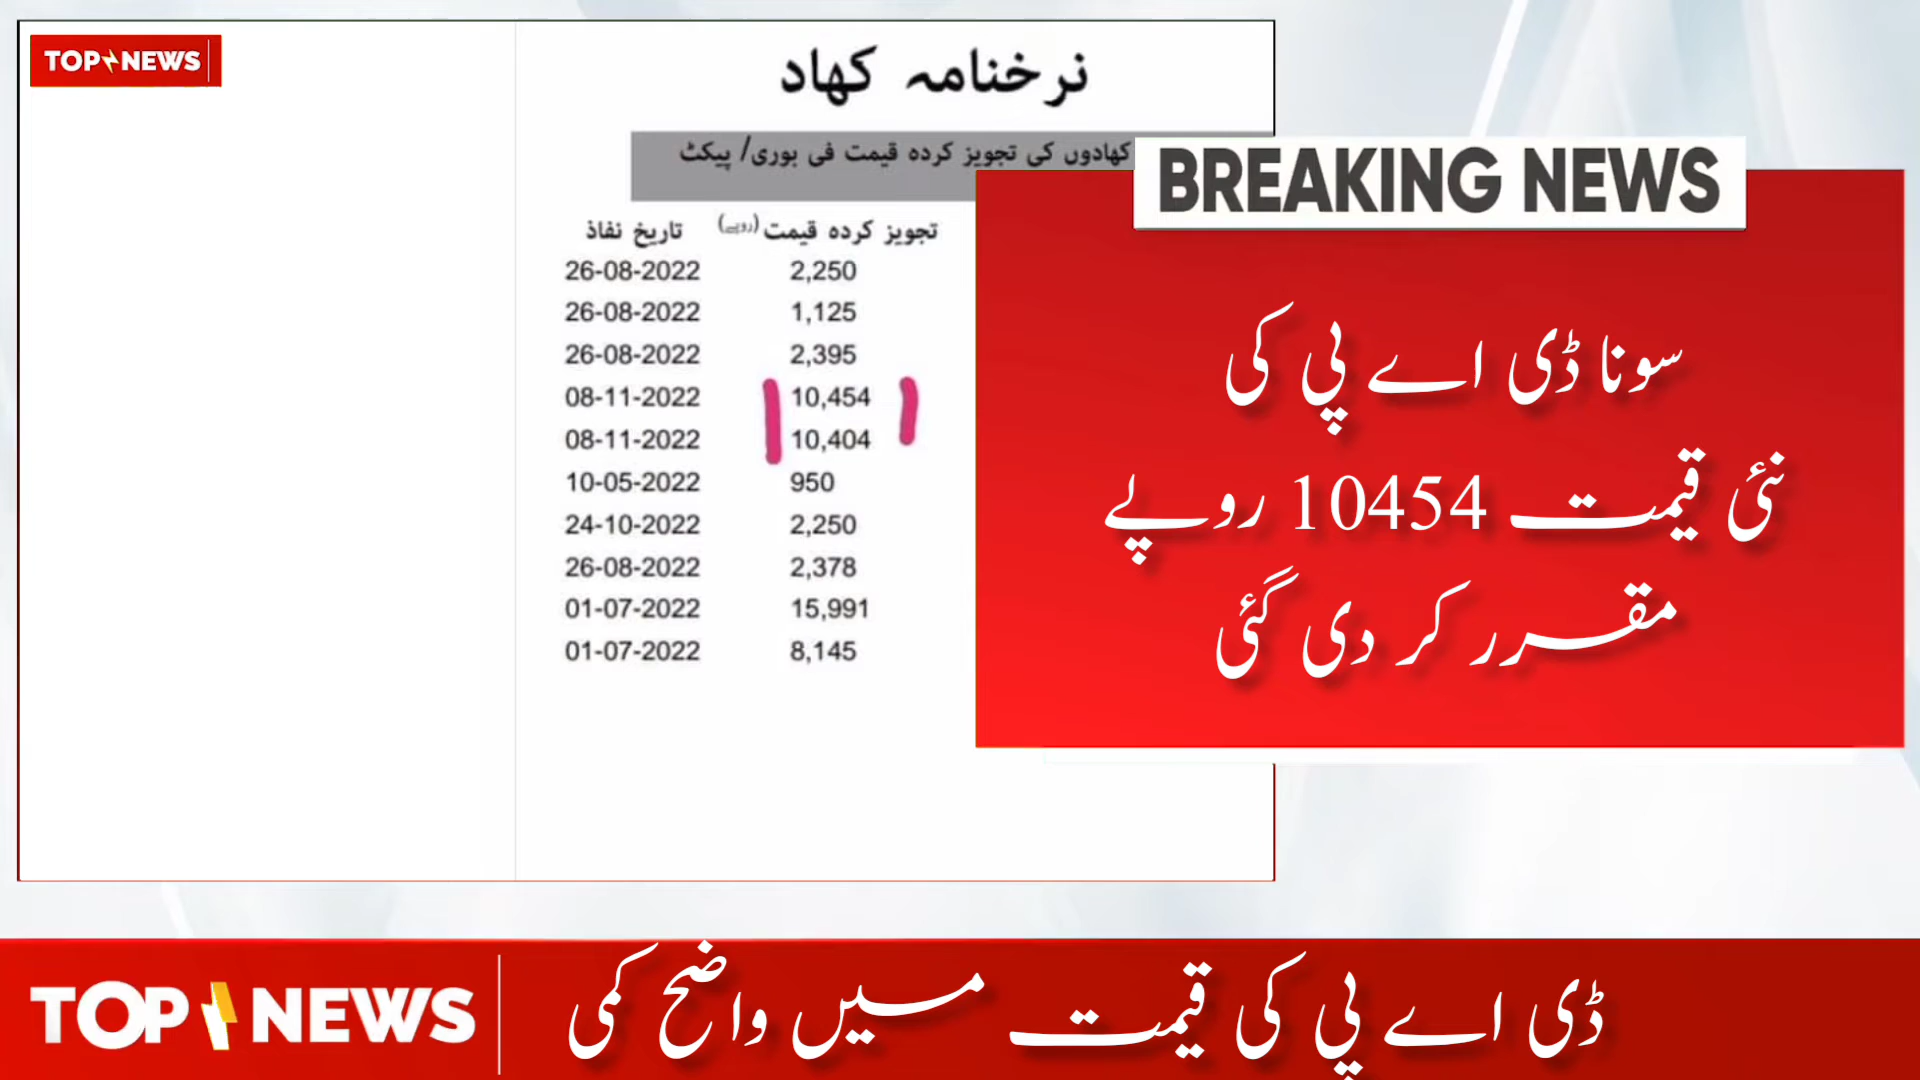 TOP NEWS
نرخنامہ کھاد
کھادوں کی تجویز کردہ قیمت فی بوری/ پیکٹ
تجویز کردہ قیمت (روپے) تاریخ نفاذ
2,250 26-08-2022
1,125 26-08-2022
2,395 26-08-2022
10,454 08-11-2022
10,404 08-11-2022
950 10-05-2022
2,250 24-10-2022
2,378 26-08-2022
15,991 01-07-2022
8,145 01-07-2022
BREAKING NEWS
سونا ڈی اے پی کی
نئی قیمت 10454 روپے
مقرر کر دی گئی
TOP NEWS
ڈی اے پی کی قیمت میں واضح کمی